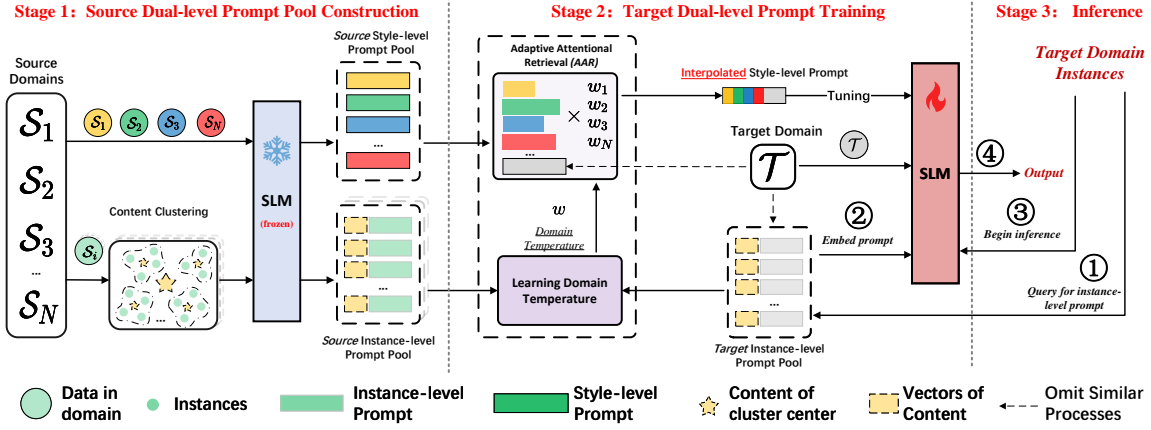 Stage 1: Source Dual-level Prompt Pool Construction
Stage 2: Target Dual-level Prompt Training
Stage 3: Inference
Source
Domains
S1
S2
S3
...
SN
S1 S2 S3 SN
Si
Content Clustering
...
SLM
(frozen)
Source Style-level
Prompt Pool
...
...
Source Instance-level
Prompt Pool
Adaptive Attentional
Retrieval (AAR)
×
w1
w2
w3
wN
...
w
Domain
Temperature
Learning Domain
Temperature
Interpolated Style-level Prompt
Tuning
Target Domain
T
T
②
Embed prompt
...
Target Instance-level
Prompt Pool
SLM
④
Output
③
Begin inference
①
Query for instance-
level prompt
Target Domain
Instances
Data in
domain
Instances
Instance-level
Prompt
Style-level
Prompt
Content of
cluster center
Vectors of
Content
Omit Similar
Processes